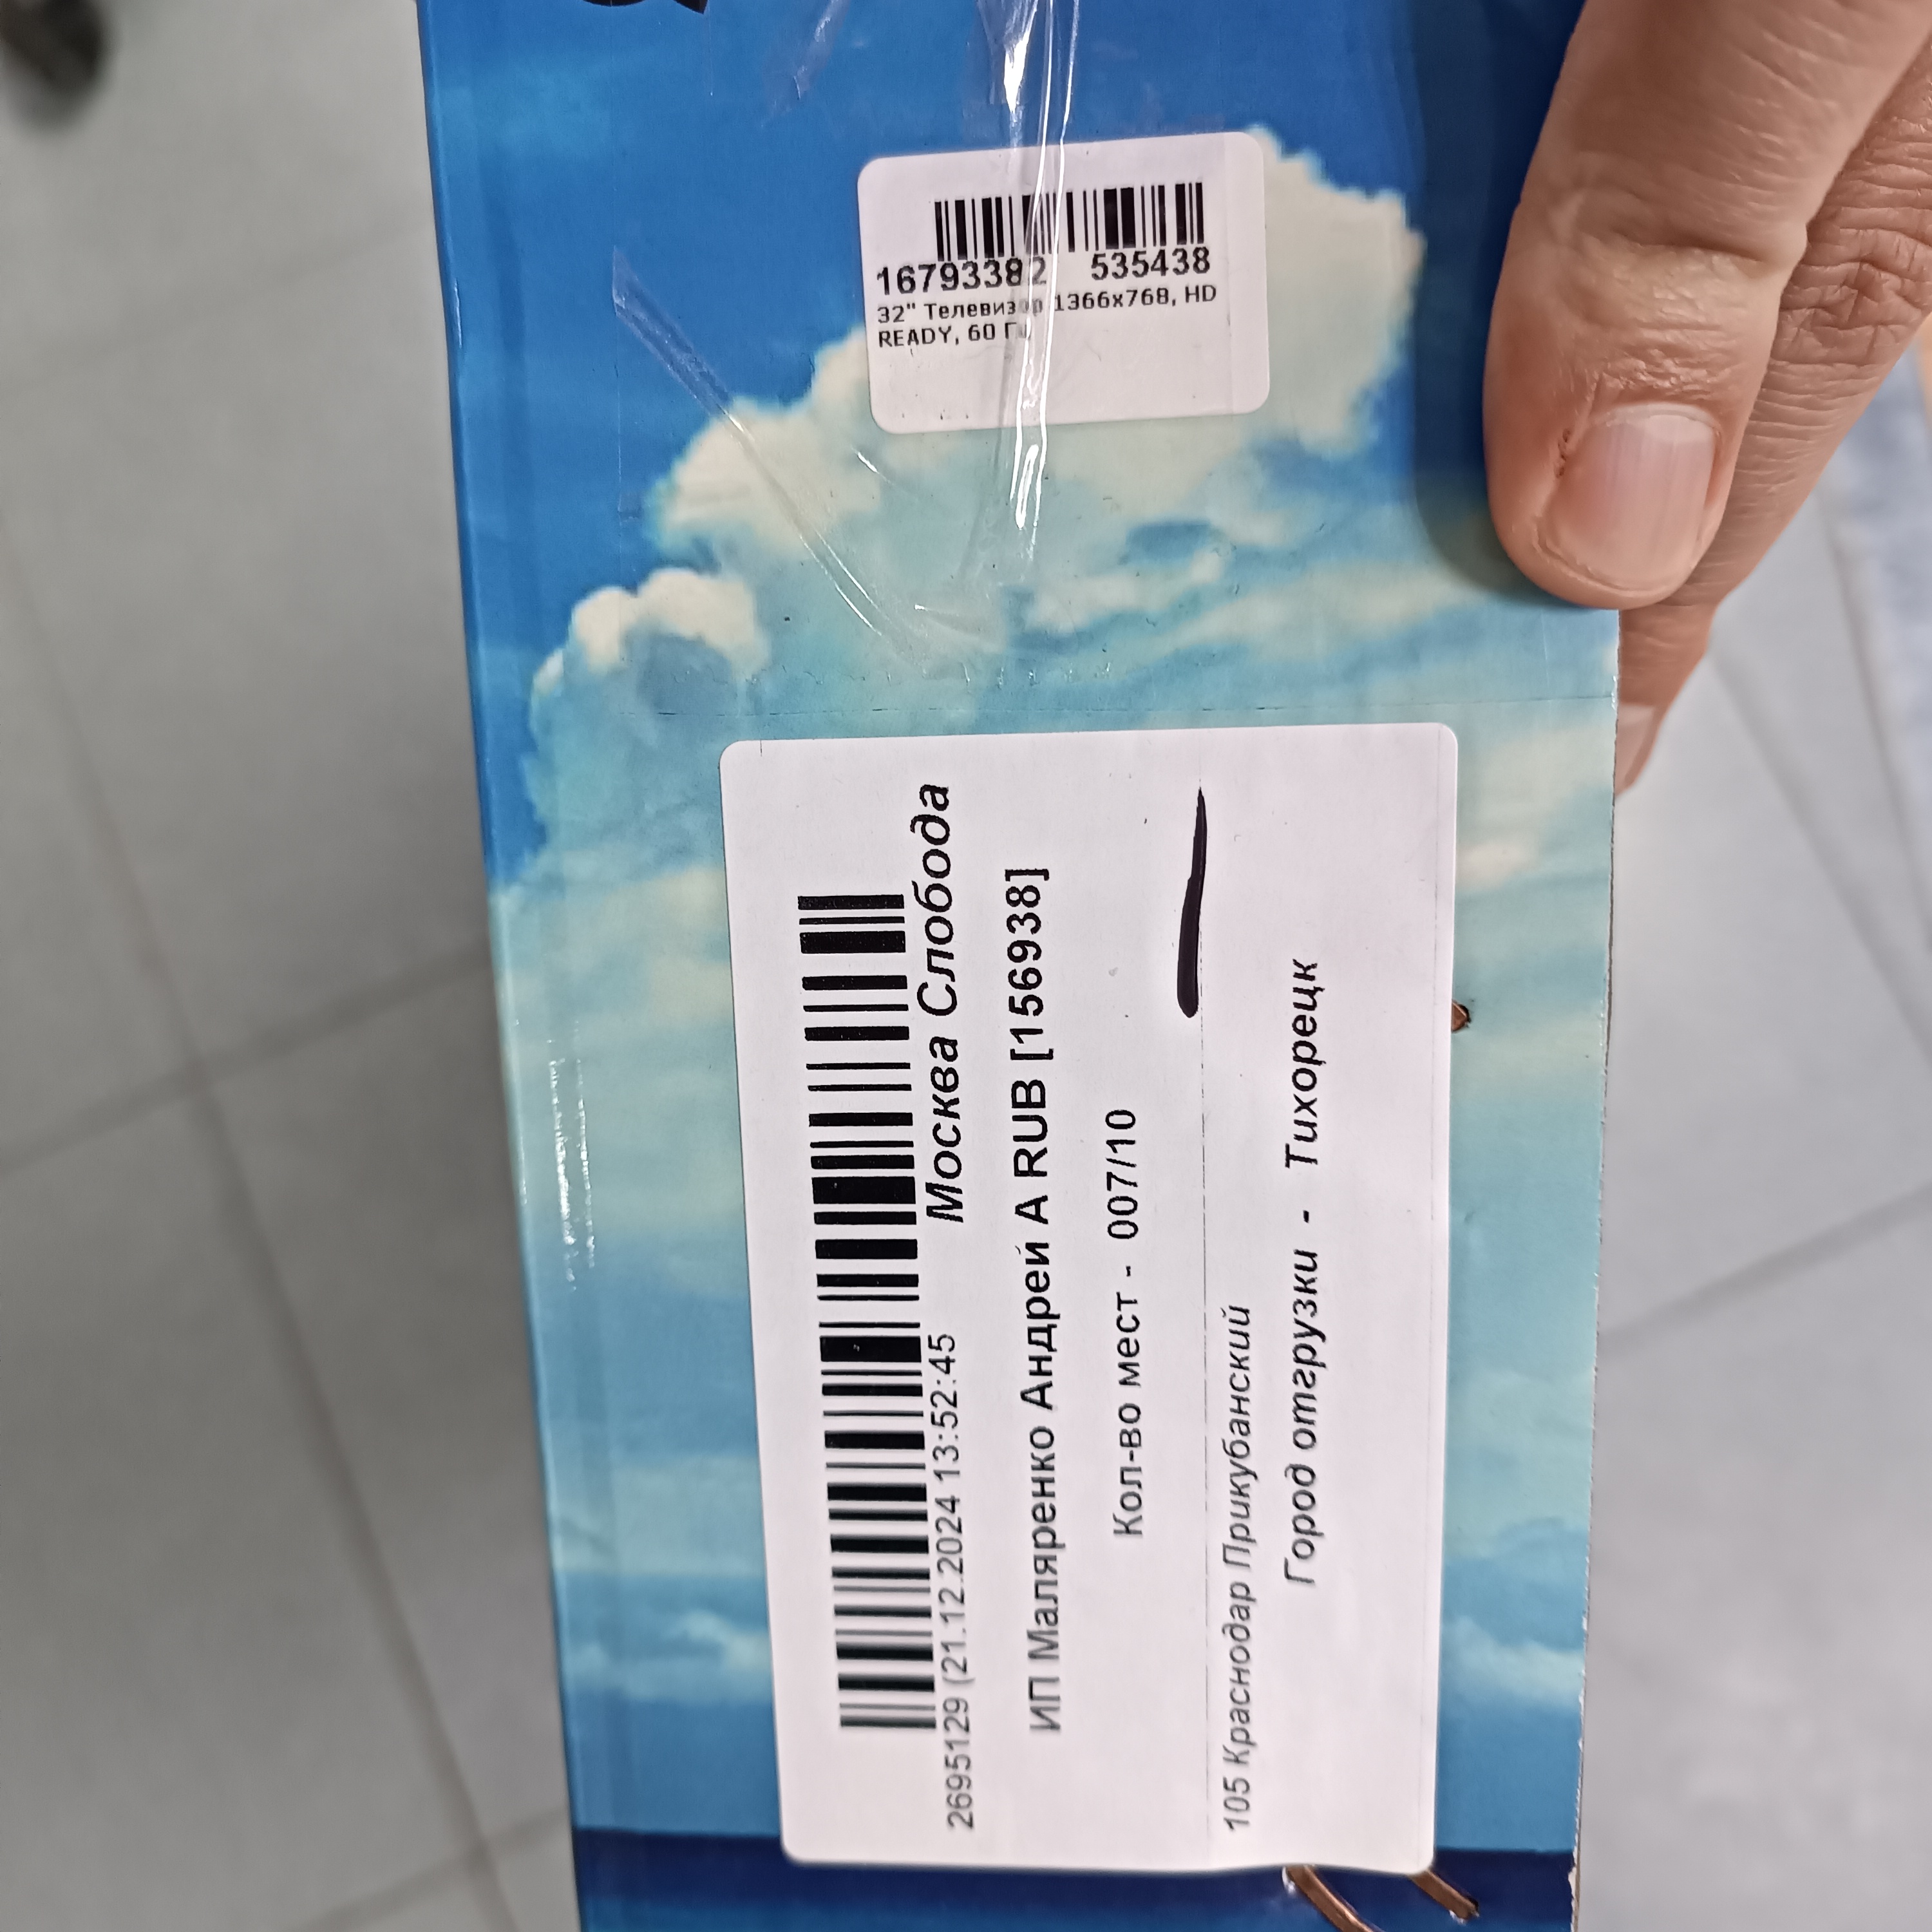 16793382 535438
32" Телевизор 1366x768, HD
READY, 60 Гц
Москва Слобода
2695129 (21.12.2024 13:52:45
ИП Маляренко Андрей А RUB [156938]
Кол-во мест - 007/10
105 Краснодар Прикубанский
Город отгрузки - Тихорецк